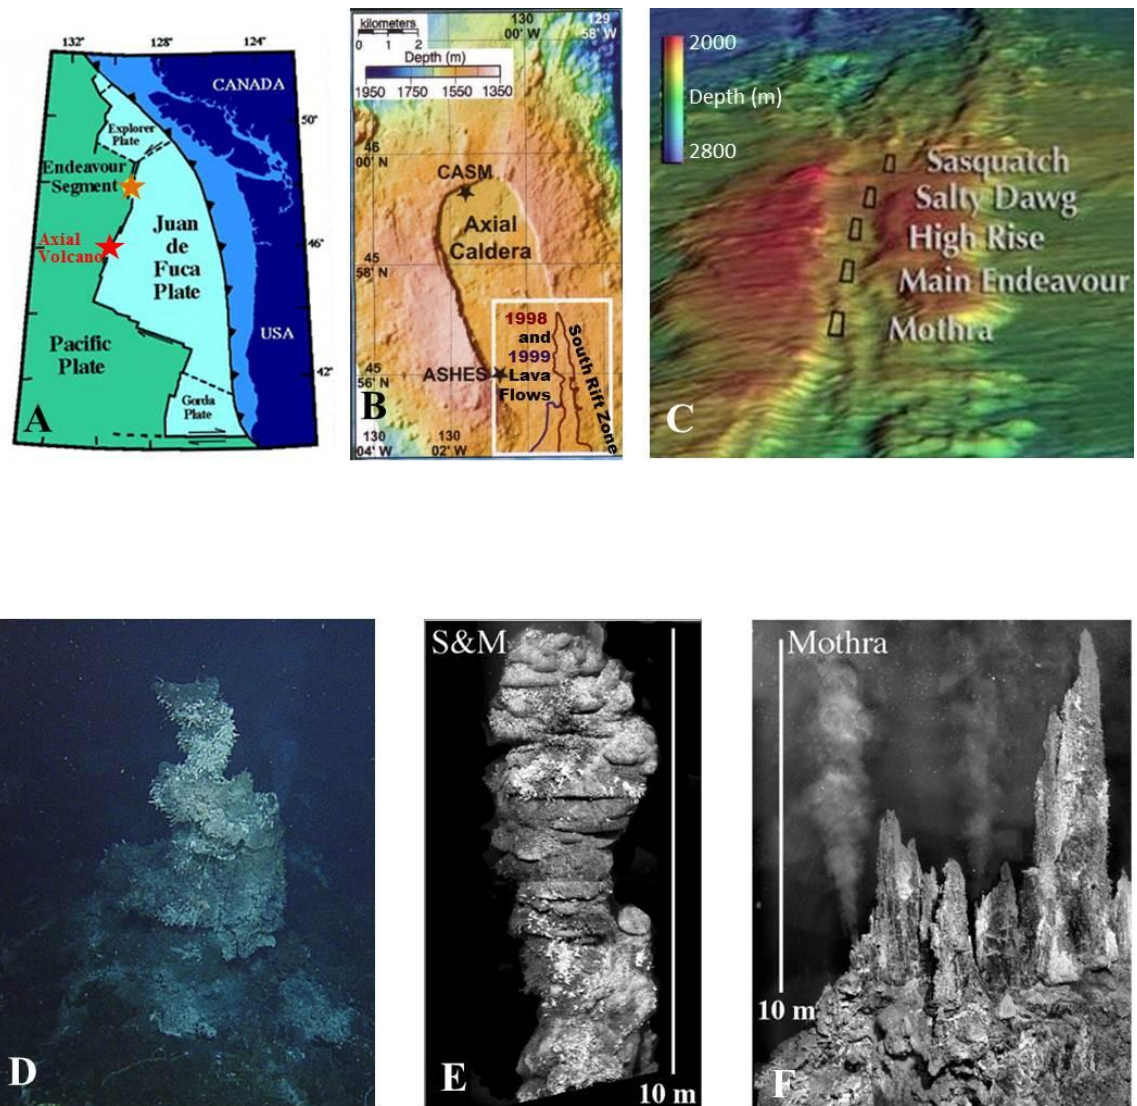 132°
128°
124°
CANADA
50°
Explorer
Plate
Endeavour
Segment
Axial
Volcano
46°
Juan
de
Fuca
Plate
USA
Pacific
Plate
42°
Gorda
Plate
A
kilometers
0 1 2
130
00' W
129
58' W
Depth (m)
1950 1750 1550 1350
46
00' N
CASM
Axial
Caldera
45
58' N
1998
and
1999
Lava
Flows
South Rift Zone
ASHES
45
56' N
B
130
04' W
130
02' W
2000
Depth (m)
2800
Sasquatch
Salty Dawg
High Rise
Main Endeavour
Mothra
C
D
S&M
E
10 m
Mothra
10 m
F